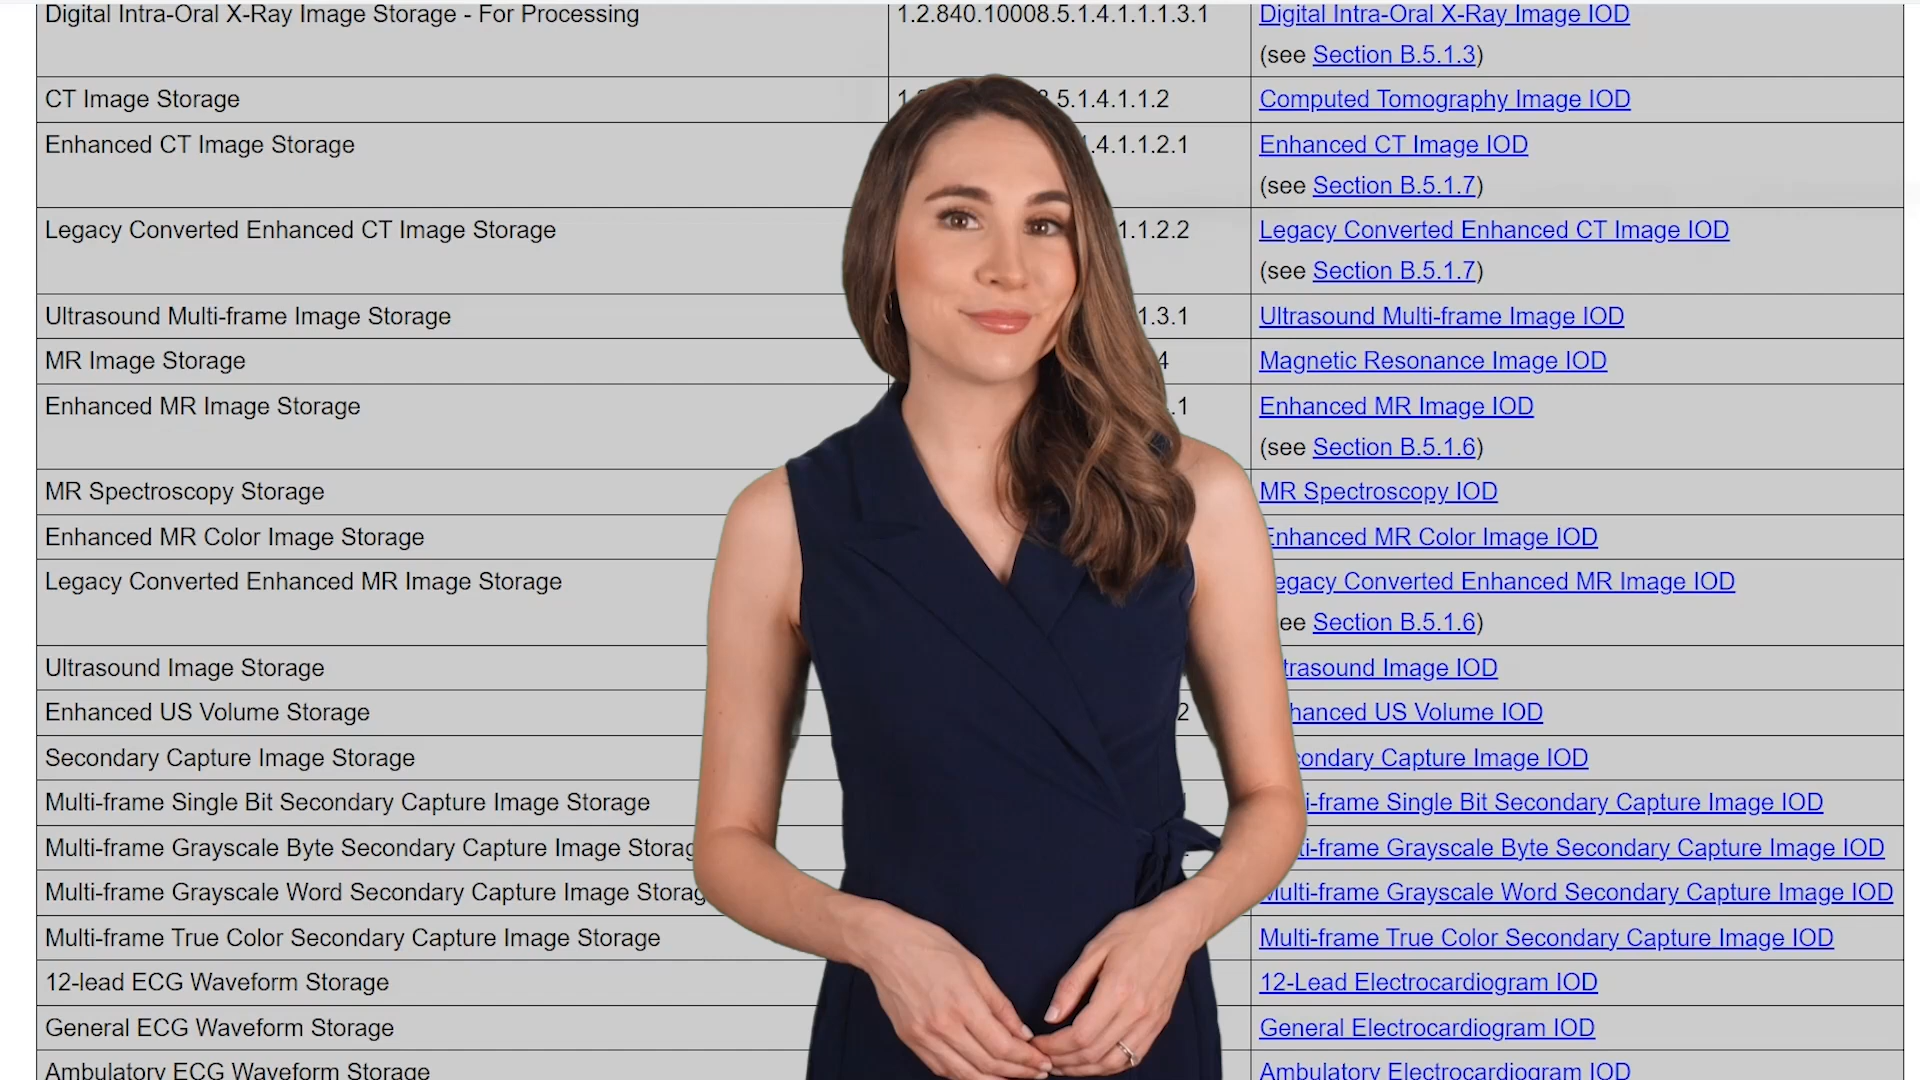 Digital Intra-Oral X-Ray Image Storage - For Processing 1.2.840.10008.5.1.4.1.1.1.3.1 Digital Intra-Oral X-Ray Image IOD
(see Section B.5.1.3)
CT Image Storage 5.1.4.1.1.2 Computed Tomography Image IOD
Enhanced CT Image Storage .4.1.1.2.1 Enhanced CT Image IOD
(see Section B.5.1.7)
Legacy Converted Enhanced CT Image Storage 1.1.2.2 Legacy Converted Enhanced CT Image IOD
(see Section B.5.1.7)
Ultrasound Multi-frame Image Storage 1.3.1 Ultrasound Multi-frame Image IOD
MR Image Storage 4 Magnetic Resonance Image IOD
Enhanced MR Image Storage .1 Enhanced MR Image IOD
(see Section B.5.1.6)
MR Spectroscopy Storage MR Spectroscopy IOD
Enhanced MR Color Image Storage Enhanced MR Color Image IOD
Legacy Converted Enhanced MR Image Storage egacy Converted Enhanced MR Image IOD
ee Section B.5.1.6)
Ultrasound Image Storage trasound Image IOD
Enhanced US Volume Storage 2 hanced US Volume IOD
Secondary Capture Image Storage condary Capture Image IOD
Multi-frame Single Bit Secondary Capture Image Storage i-frame Single Bit Secondary Capture Image IOD
Multi-frame Grayscale Byte Secondary Capture Image Storag ti-frame Grayscale Byte Secondary Capture Image IOD
Multi-frame Grayscale Word Secondary Capture Image Storag Multi-frame Grayscale Word Secondary Capture Image IOD
Multi-frame True Color Secondary Capture Image Storage Multi-frame True Color Secondary Capture Image IOD
12-lead ECG Waveform Storage 12-Lead Electrocardiogram IOD
General ECG Waveform Storage General Electrocardiogram IOD
Ambulatory ECG Waveform Storage Ambulatory Electrocardiogram IOD